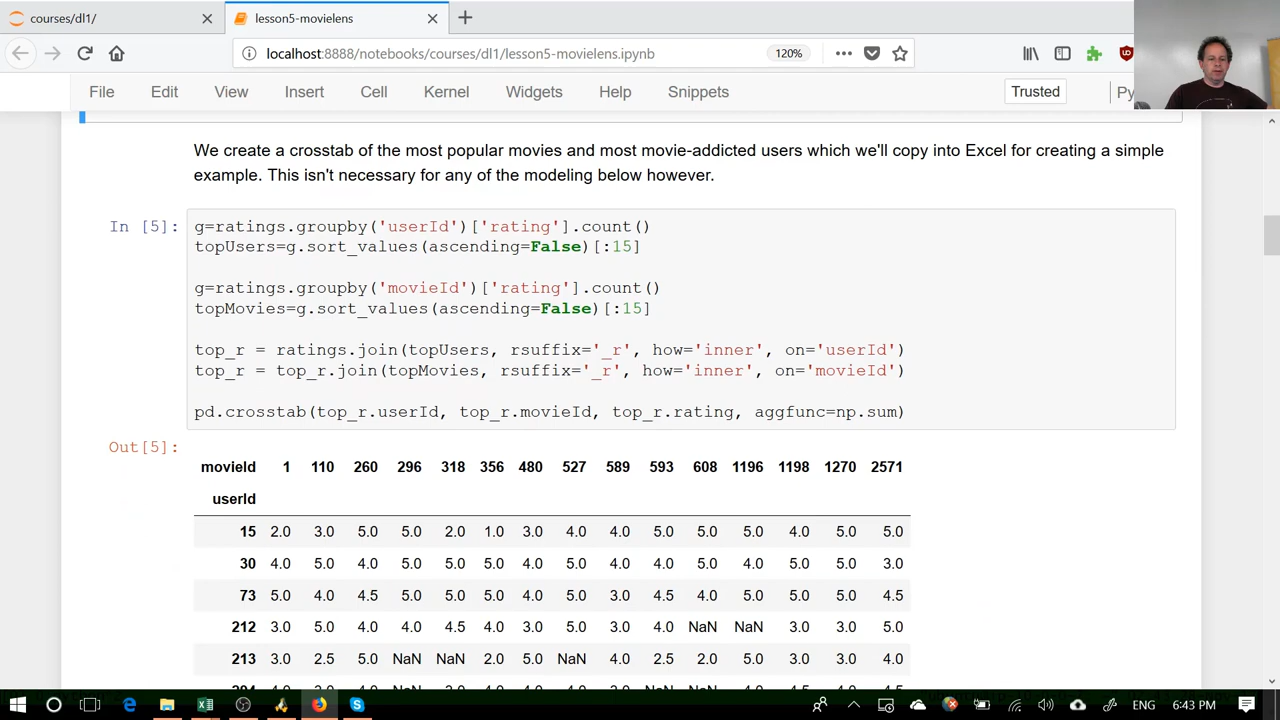 courses/dl1/
lesson5-movielens
localhost:8888/notebooks/courses/dl1/lesson5-movielens.ipynb
120%
File Edit View Insert Cell Kernel Widgets Help Snippets Trusted Py
We create a crosstab of the most popular movies and most movie-addicted users which we'll copy into Excel for creating a simple
example. This isn't necessary for any of the modeling below however.
In [5]:
g=ratings.groupby('userId')['rating'].count()
topUsers=g.sort_values(ascending=False)[:15]
g=ratings.groupby('movieId')['rating'].count()
topMovies=g.sort_values(ascending=False)[:15]
top_r = ratings.join(topUsers, rsuffix='_r', how='inner', on='userId')
top_r = top_r.join(topMovies, rsuffix='_r', how='inner', on='movieId')
pd.crosstab(top_r.userId, top_r.movieId, top_r.rating, aggfunc=np.sum)
Out[5]:
movieId 1 110 260 296 318 356 480 527 589 593 608 1196 1198 1270 2571
userId
15 2.0 3.0 5.0 5.0 2.0 1.0 3.0 4.0 4.0 5.0 5.0 5.0 4.0 5.0 5.0
30 4.0 5.0 4.0 5.0 5.0 5.0 4.0 5.0 4.0 4.0 5.0 4.0 5.0 5.0 3.0
73 5.0 4.0 4.5 5.0 5.0 5.0 4.0 5.0 3.0 4.5 4.0 5.0 5.0 5.0 4.5
212 3.0 5.0 4.0 4.0 4.5 4.0 3.0 5.0 3.0 4.0 NaN NaN 3.0 3.0 5.0
213 3.0 2.5 5.0 NaN NaN 2.0 5.0 NaN 4.0 2.5 2.0 5.0 3.0 3.0 4.0
ENG 6:43 PM